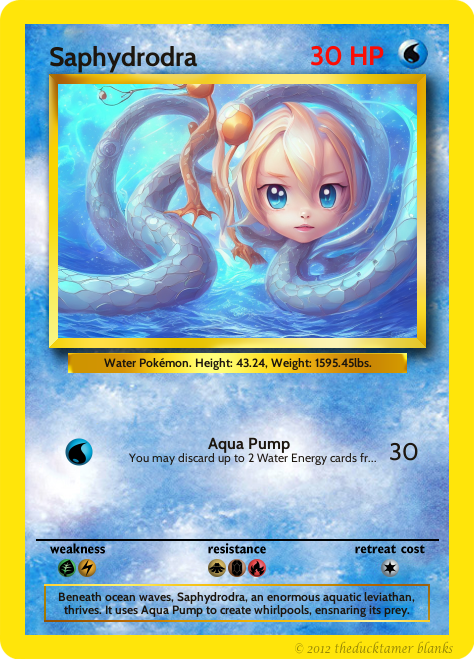 Saphydrodra 30 HP
Water Pokémon. Height: 43.24, Weight: 1595.45lbs.
Aqua Pump
You may discard up to 2 Water Energy cards fr... 30
weakness resistance retreat cost
Beneath ocean waves, Saphydrodra, an enormous aquatic leviathan,
thrives. It uses Aqua Pump to create whirlpools, ensnaring its prey.
© 2012 theducktamer blanks